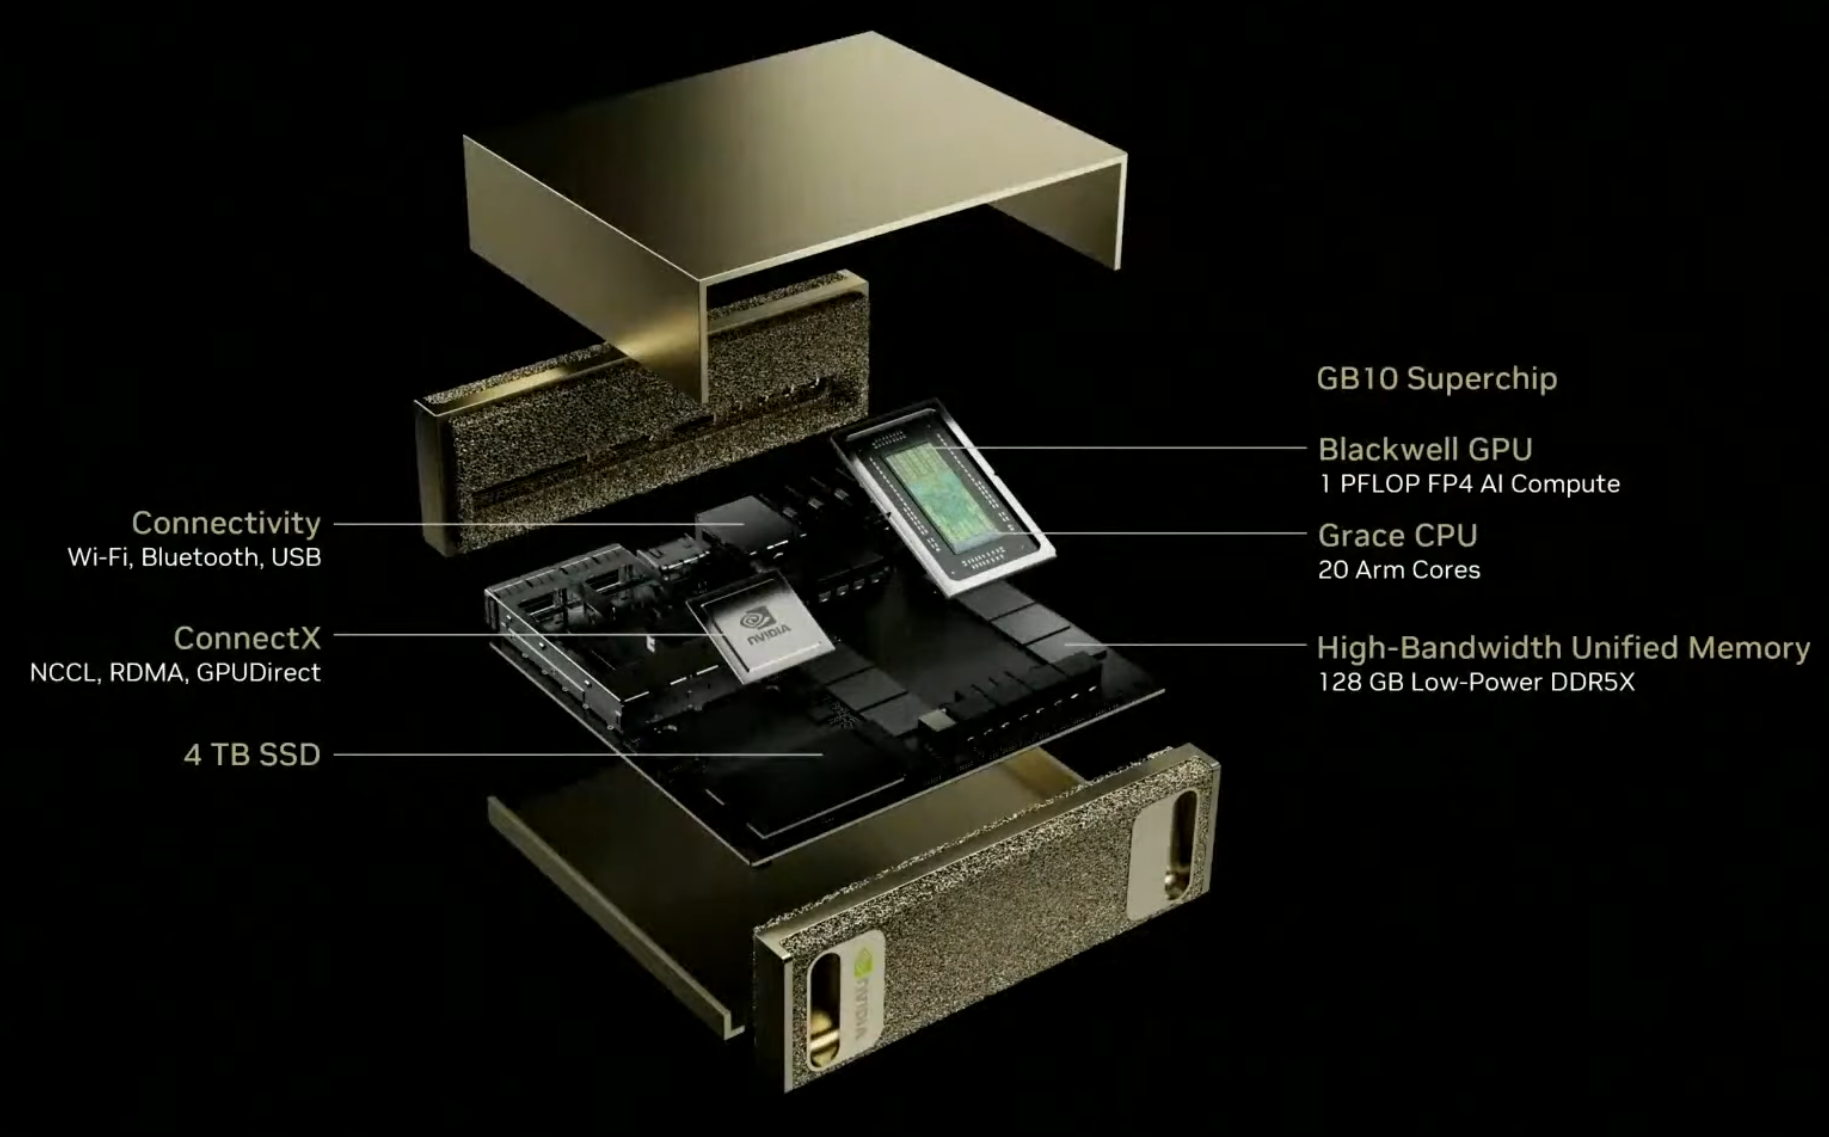 GB10 Superchip
Blackwell GPU
1 PFLOP FP4 AI Compute
Connectivity
Wi-Fi, Bluetooth, USB
Grace CPU
20 Arm Cores
ConnectX
NCCL, RDMA, GPUDirect
NVIDIA
High-Bandwidth Unified Memory
128 GB Low-Power DDR5X
4 TB SSD
NVIDIA